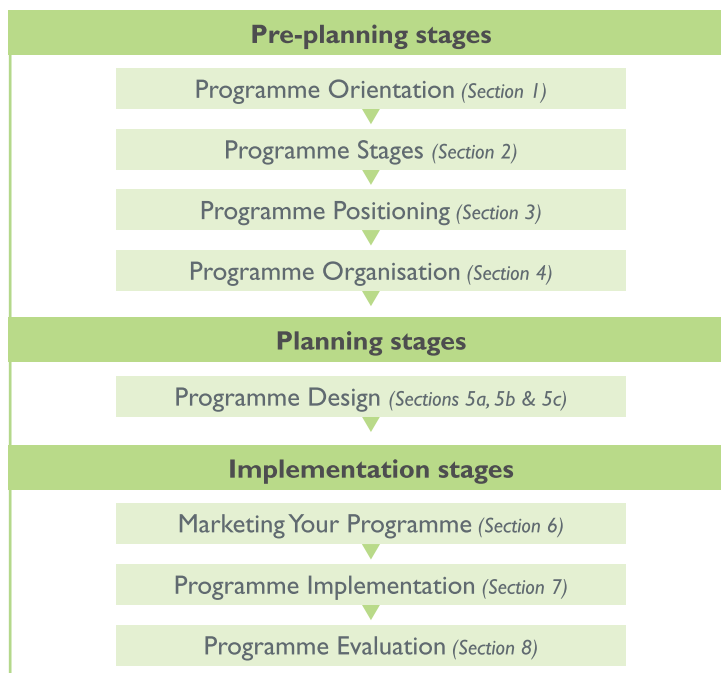 Pre-planning stages
Programme Orientation (Section 1)
Programme Stages (Section 2)
Programme Positioning (Section 3)
Programme Organisation (Section 4)
Planning stages
Programme Design (Sections 5a, 5b & 5c)
Implementation stages
Marketing Your Programme (Section 6)
Programme Implementation (Section 7)
Programme Evaluation (Section 8)